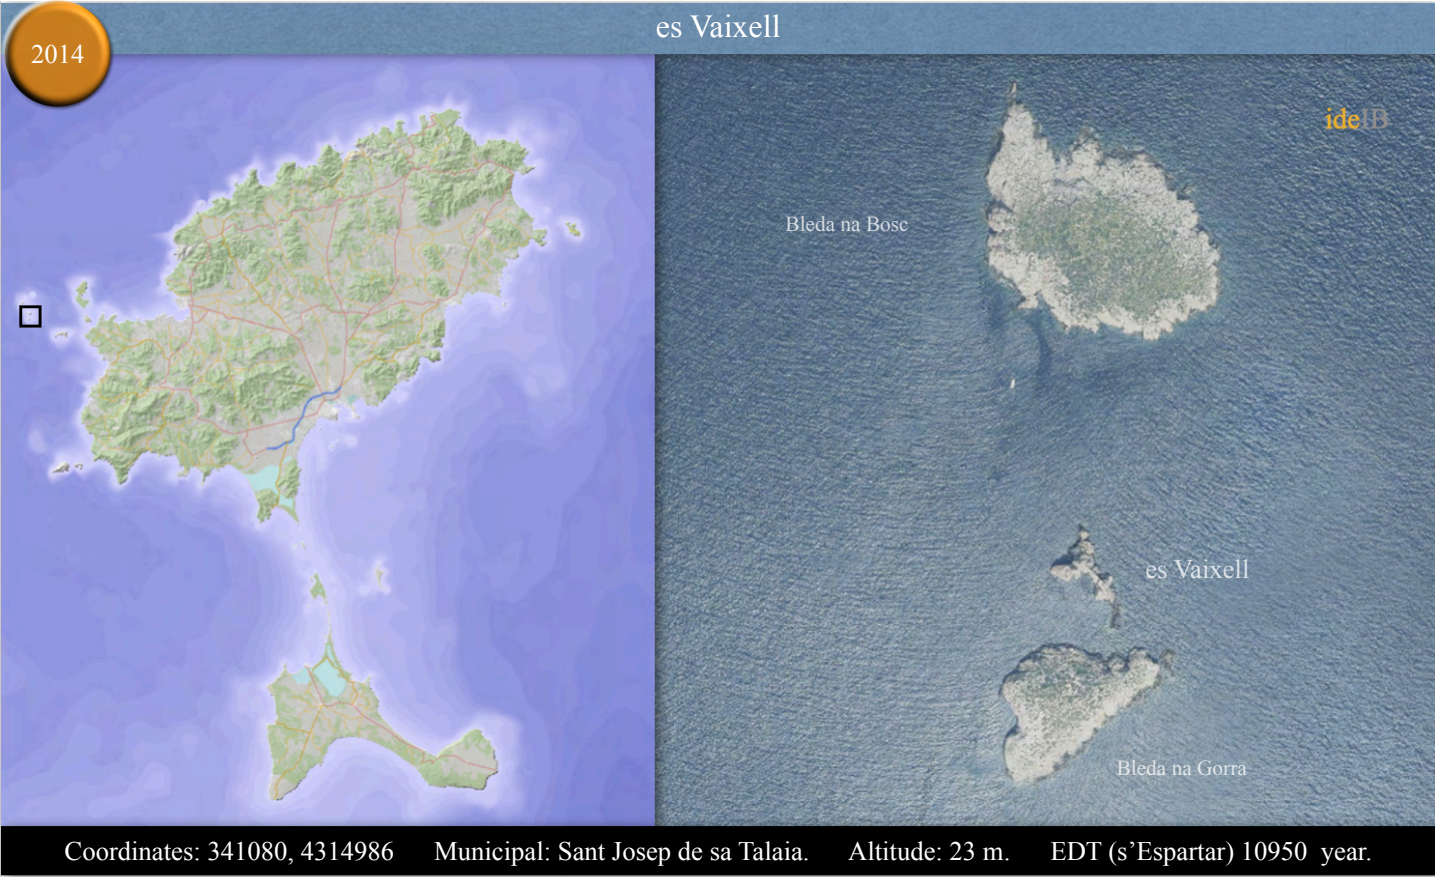 es Vaixell
2014
ideIB
Bleda na Bosc
es Vaixell
Bleda na Gorra
Coordinates: 341080, 4314986 Municipal: Sant Josep de sa Talaia. Altitude: 23 m. EDT (s’Espartar) 10950 year.